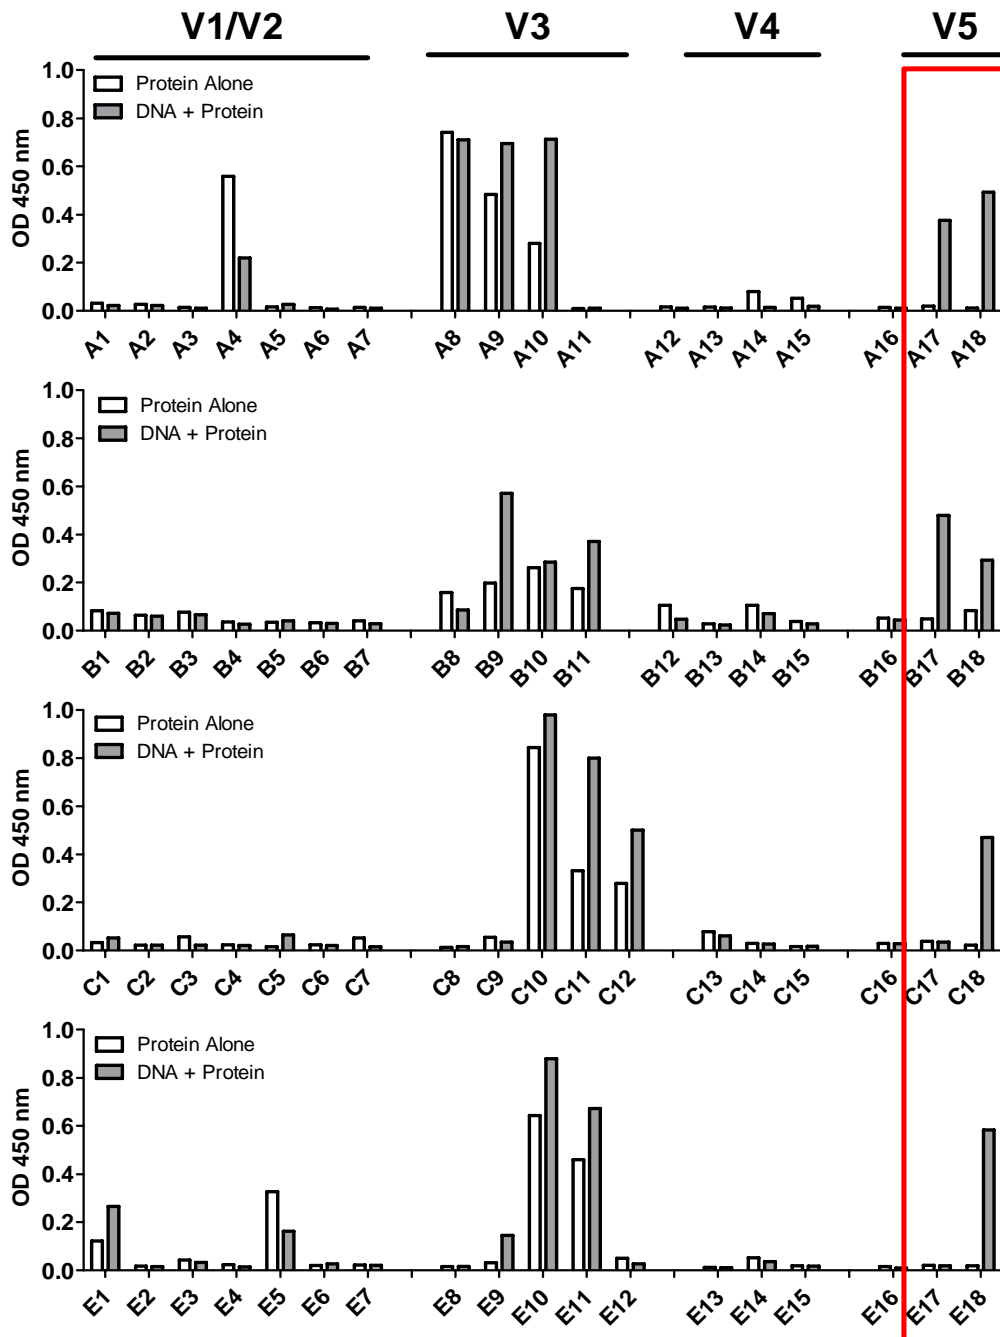 V1/V2 V3 V4 V5
Protein Alone
DNA + Protein
OD 450 nm
1.0
0.8
0.6
0.4
0.2
0.0
A1 A2 A3 A4 A5 A6 A7 A8 A9 A10 A11 A12 A13 A14 A15 A16 A17 A18
Protein Alone
DNA + Protein
OD 450 nm
1.0
0.8
0.6
0.4
0.2
0.0
B1 B2 B3 B4 B5 B6 B7 B8 B9 B10 B11 B12 B13 B14 B15 B16 B17 B18
Protein Alone
DNA + Protein
OD 450 nm
1.0
0.8
0.6
0.4
0.2
0.0
C1 C2 C3 C4 C5 C6 C7 C8 C9 C10 C11 C12 C13 C14 C15 C16 C17 C18
Protein Alone
DNA + Protein
OD 450 nm
1.0
0.8
0.6
0.4
0.2
0.0
E1 E2 E3 E4 E5 E6 E7 E8 E9 E10 E11 E12 E13 E14 E15 E16 E17 E18